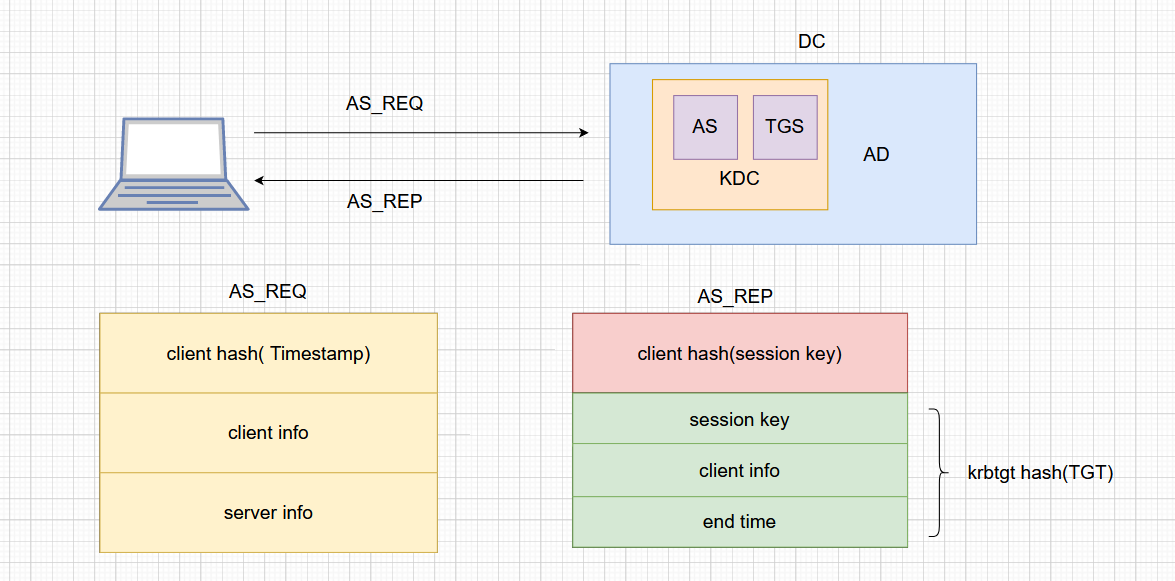 DC
AS_REQ
AS
TGS
AD
KDC
AS_REP
AS_REQ
client hash( Timestamp)
client info
server info
AS_REP
client hash(session key)
session key
client info
end time
krbtgt hash(TGT)